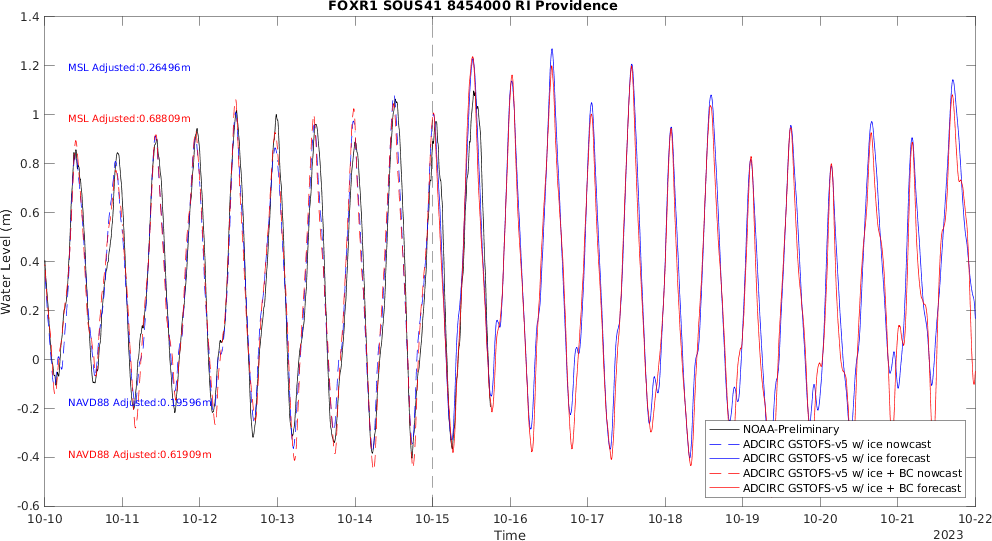 FOXR1 SOUS41 8454000 RI Providence
1.4
1.2
1
0.8
0.6
0.4
0.2
0
-0.2
-0.4
-0.6
Water Level (m)
MSL Adjusted:0.26496m
MSL Adjusted:0.68809m
NAVD88 Adjusted:0.19596m
NAVD88 Adjusted:0.61909m
NOAA-Preliminary
ADCIRC GSTOFS-v5 w/ ice nowcast
ADCIRC GSTOFS-v5 w/ ice forecast
ADCIRC GSTOFS-v5 w/ ice + BC nowcast
ADCIRC GSTOFS-v5 w/ ice + BC forecast
10-10 10-11 10-12 10-13 10-14 10-15 10-16 10-17 10-18 10-19 10-20 10-21 10-22
Time
2023